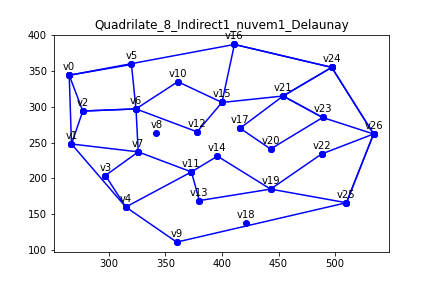 Quadrilate_8_Indirect1_nuvem1_Delaunay
400
350
300
250
200
150
100
300
350
400
450
500
v16
v5
v0
v24
v10
v15
v21
v2
v6
v23
v17
v12
v8
v26
v1
v7
v20
v14
v22
v11
v3
v19
v13
v4
v25
v18
v9